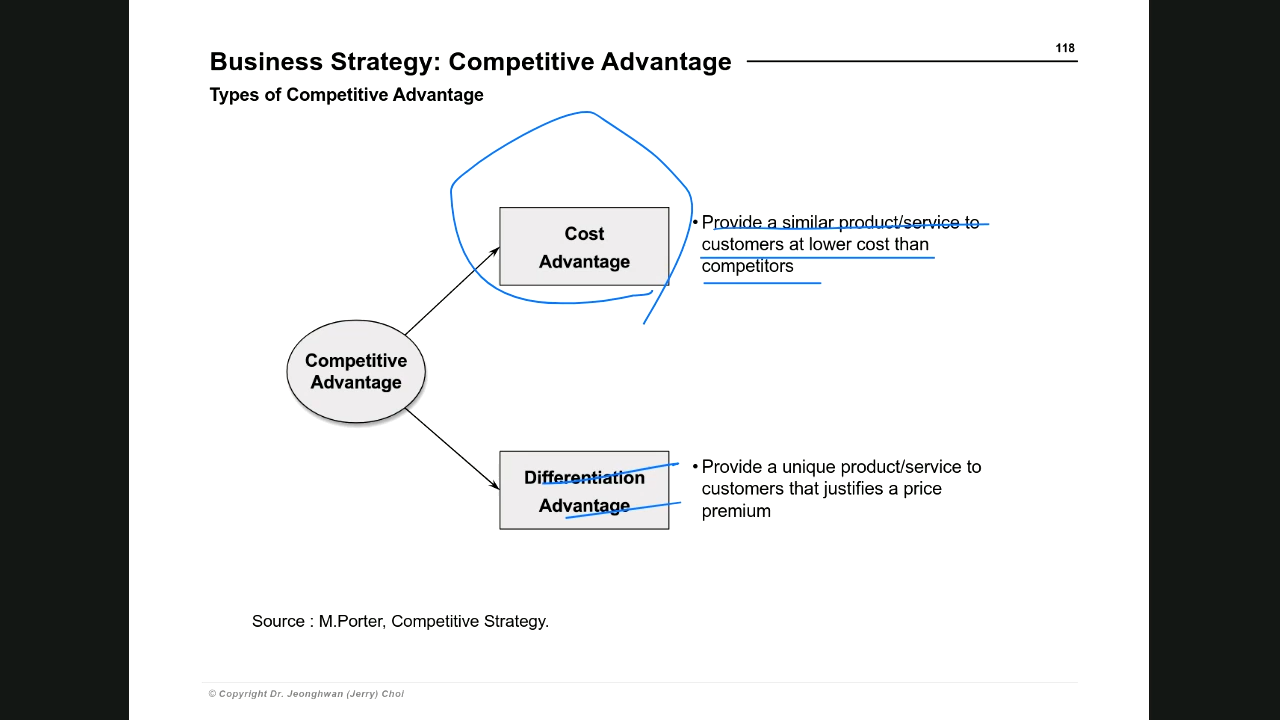 118
Business Strategy: Competitive Advantage
Types of Competitive Advantage
Cost
Advantage
• Provide a similar product/service to
customers at lower cost than
competitors
Competitive
Advantage
Differentiation
Advantage
• Provide a unique product/service to
customers that justifies a price
premium
Source : M.Porter, Competitive Strategy.
© Copyright Dr. Jeonghwan (Jerry) Choi